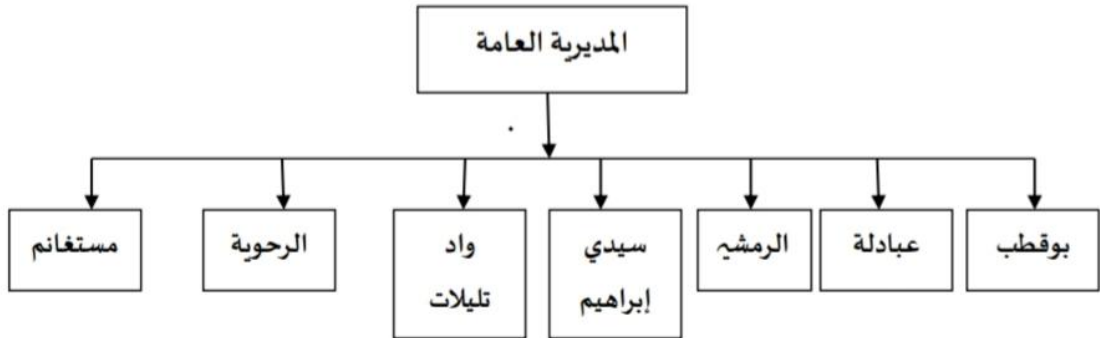 المديرية العامة
بوقطب
عبادلة
الرمشي
سيدي
إبراهيم
واد
تليلات
الرحوية
مستغانم